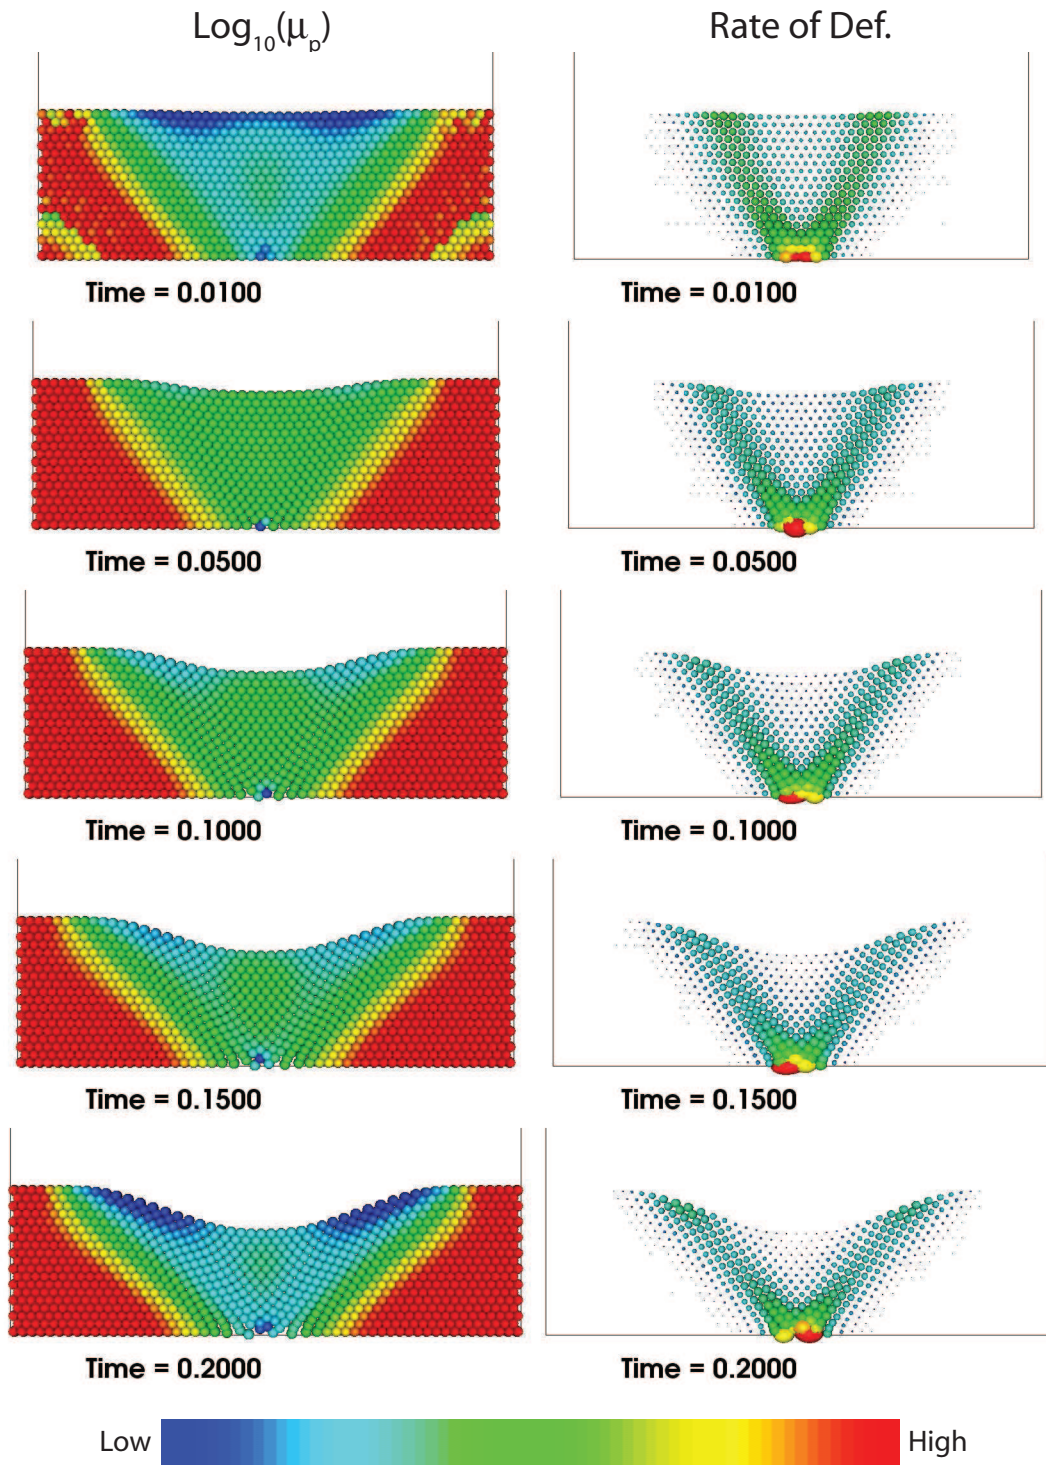 Log10(μp) Rate of Def.
Time = 0.0100 Time = 0.0100
Time = 0.0500 Time = 0.0500
Time = 0.1000 Time = 0.1000
Time = 0.1500 Time = 0.1500
Time = 0.2000 Time = 0.2000
Low High